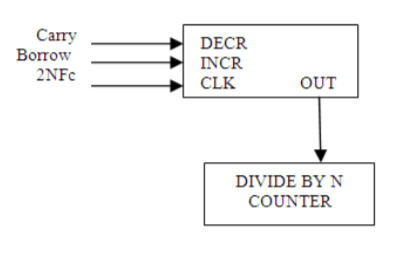 Carry
Borrow
2NFc
DECR
INCR
CLK OUT
DIVIDE BY N
COUNTER